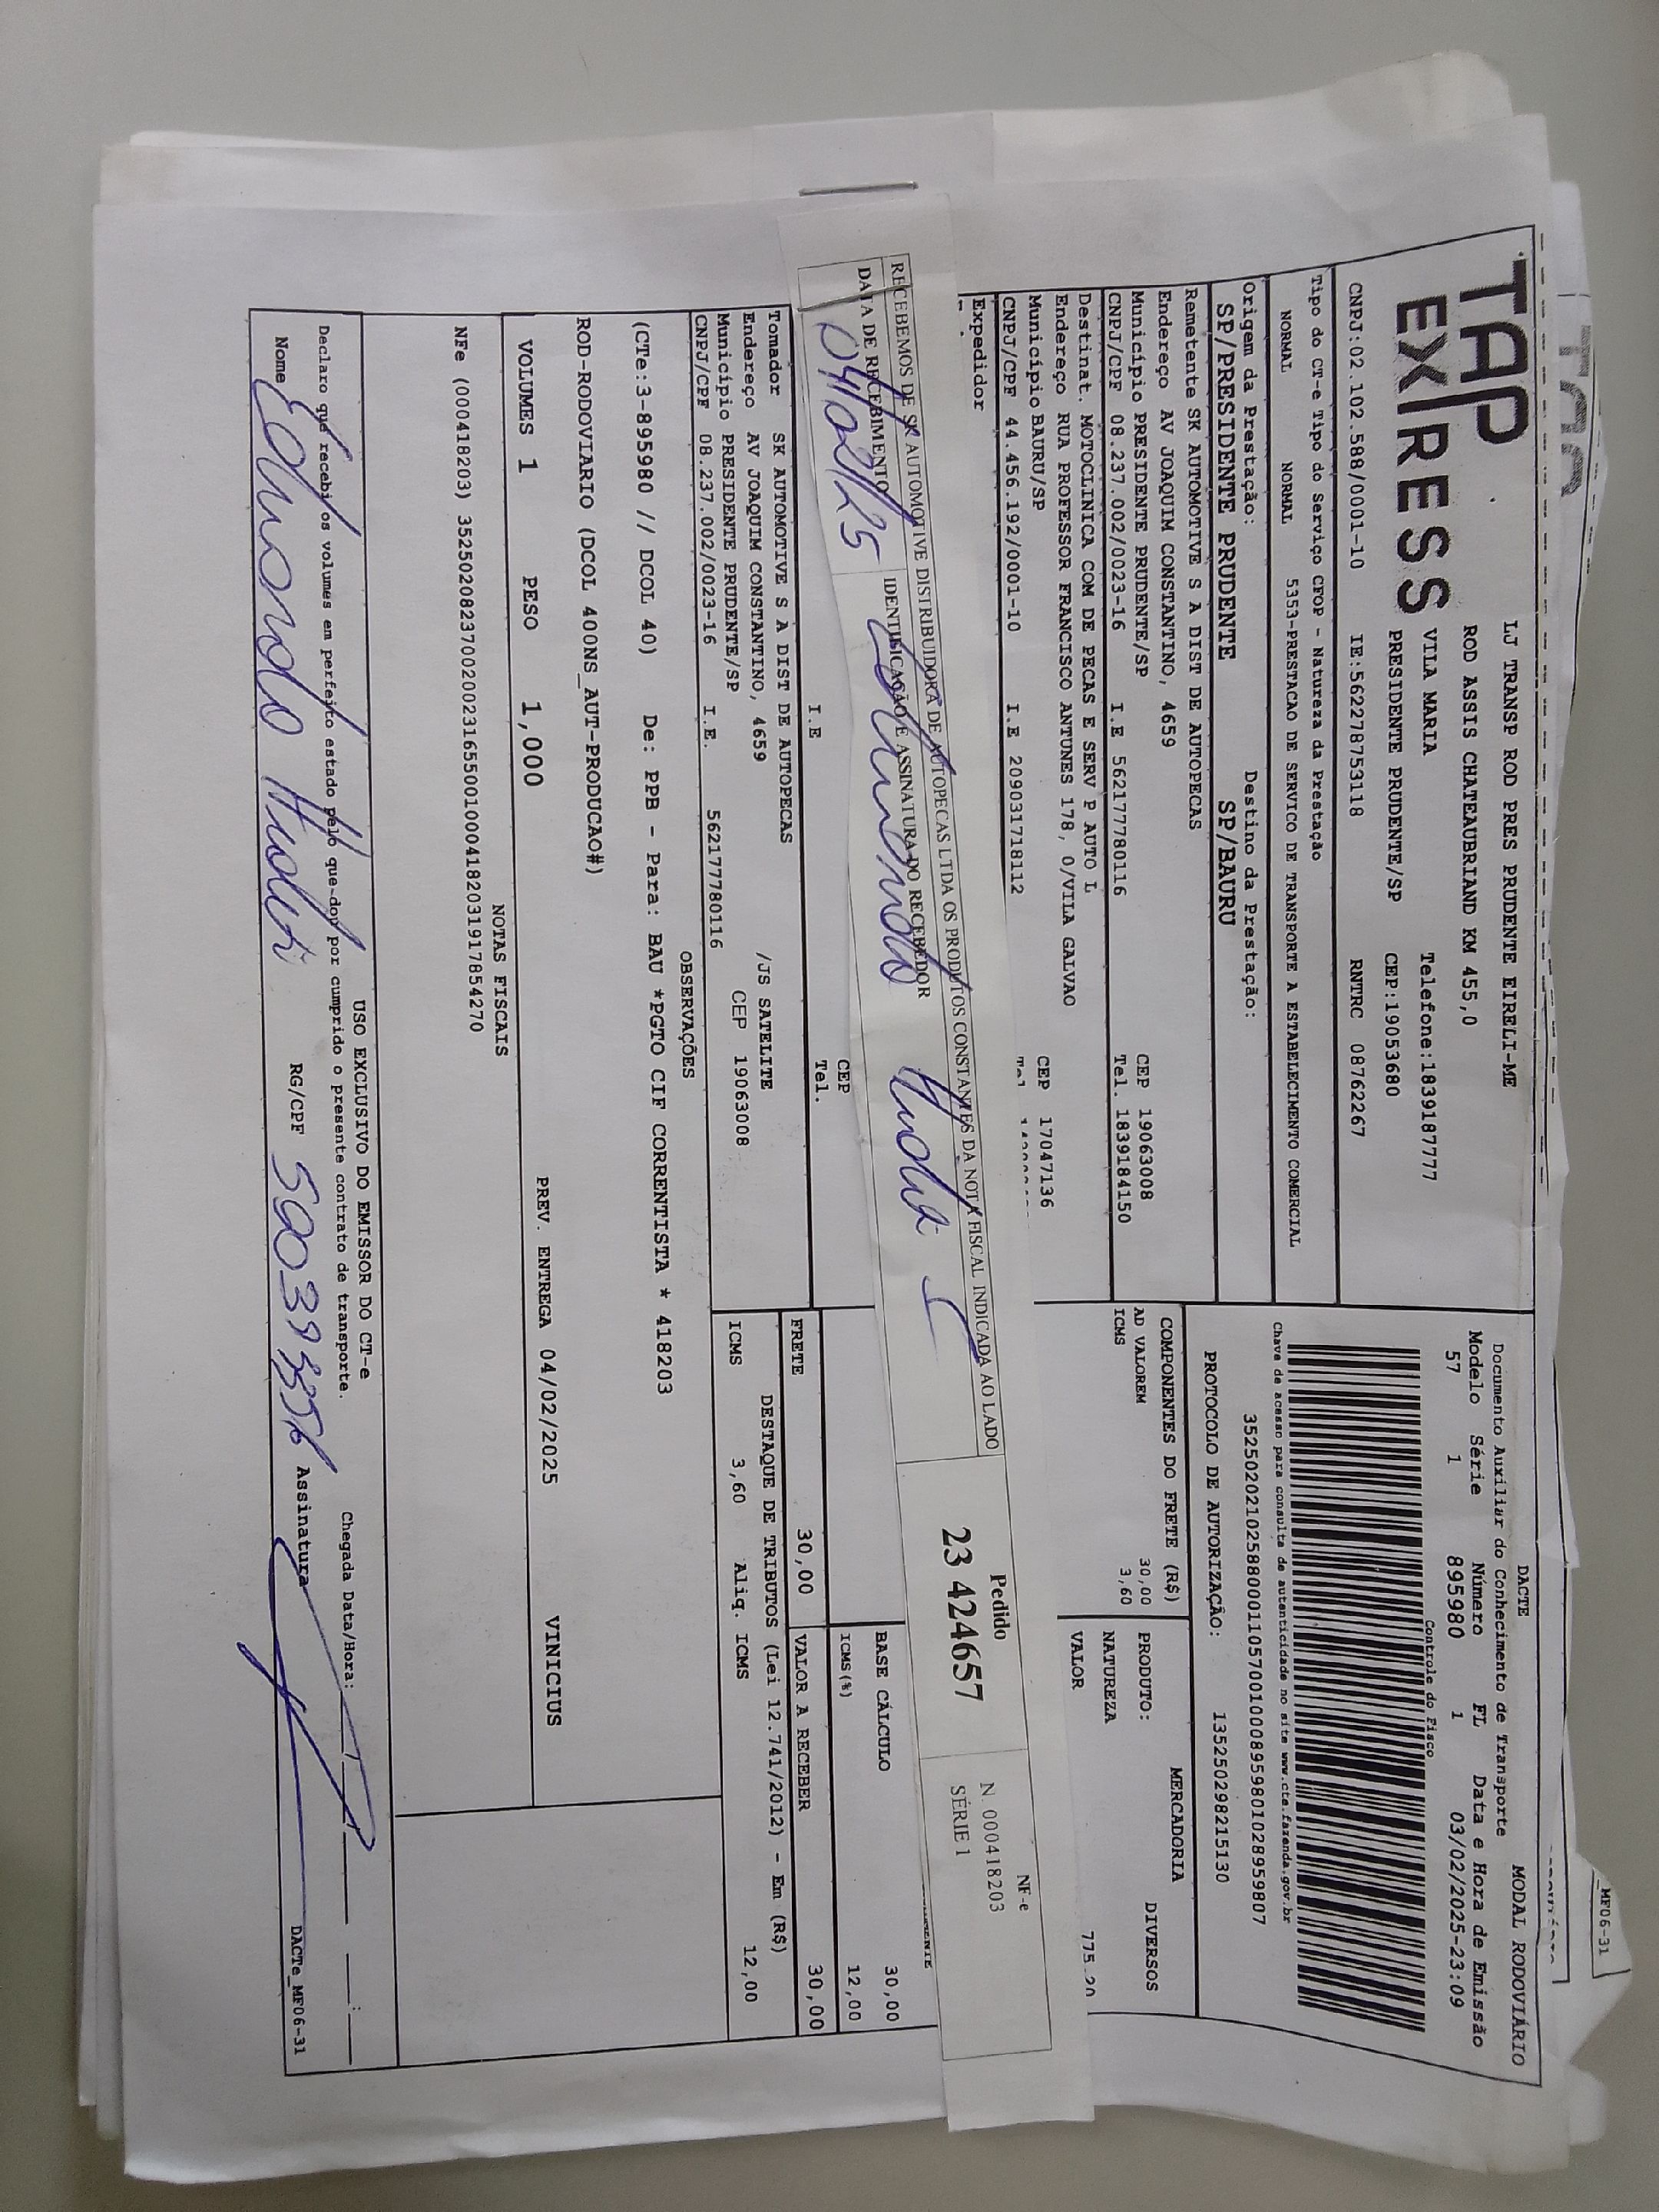 TAP
EXPRESS
LJ TRANSP ROD PRES PRUDENTE EIRELI-ME
ROD ASSIS CHATEAUBRIAND KM 455,0
VILA MARIA Telefone:1839187777
PRESIDENTE PRUDENTE/SP CEP:19053680
CNPJ:02.102.588/0001-10 IE:562278753118 RNTRC 08762267
Tipo do CT-e Tipo do Serviço CFOP - Natureza da Prestação
NORMAL NORMAL 5353-PRESTACAO DE SERVICO DE TRANSPORTE A ESTABELECIMENTO COMERCIAL
Origem da Prestação: Destino da Prestação:
SP/PRESIDENTE PRUDENTE SP/BAURU
DACTE MODAL RODOVIÁRIO
Documento Auxiliar do Conhecimento de Transporte
Modelo Série Número FL Data e Hora de Emissão
57 1 895980 1 03/02/2025-23:09
Controle do Fisco
Chave de acesso para consulta de autenticidade no site www.cte.fazenda.gov.br
35250202102588000110570010008959801028959807
PROTOCOLO DE AUTORIZAÇÃO: 135250298215130
Remetente SK AUTOMOTIVE S A DIST DE AUTOPECAS
Endereço AV JOAQUIM CONSTANTINO, 4659
Município PRESIDENTE PRUDENTE/SP CEP 19063008
CNPJ/CPF 08.237.002/0023-16 I.E 562177780116 Tel. 1839184150
Destinat. MOTOCLINICA COM DE PECAS E SERV P AUTO L
Endereço RUA PROFESSOR FRANCISCO ANTUNES 178, 0/VILA GALVAO
Município BAURU/SP CEP 17047136
CNPJ/CPF 44.456.192/0001-10 I.E 209031718112
Expedidor
COMPONENTES DO FRETE (R$)
AD VALOREM 30,00
ICMS 3,60
MERCADORIA
PRODUTO: DIVERSOS
NATUREZA
VALOR 775,20
RECEBEMOS DE SK AUTOMOTIVE DISTRIBUIDORA DE AUTOPECAS LTDA OS PRODUTOS CONSTANTES DA NOTA FISCAL INDICADA AO LADO
DATA DE RECEBIMENTO IDENTIFICAÇÃO E ASSINATURA DO RECEBEDOR
04/02/25 Eduardo
Pedido
23 424657
NF-e
N. 000418203
SÉRIE 1
I.E CEP
Tel.
BASE CÁLCULO 30,00
ICMS(%) 12,00
FRETE 30,00 VALOR A RECEBER 30,00
Tomador SK AUTOMOTIVE S A DIST DE AUTOPECAS
Endereço AV JOAQUIM CONSTANTINO, 4659 /JS SATELITE
Município PRESIDENTE PRUDENTE/SP CEP 19063008
CNPJ/CPF 08.237.002/0023-16 I.E. 562177780116
DESTAQUE DE TRIBUTOS (Lei 12.741/2012) - Em (R$)
ICMS 3,60 Aliq. ICMS 12,00
OBSERVAÇÕES
(CTe:3-895980 // DCOL 40) De: PPB - Para: BAU *PGTO CIF CORRENTISTA * 418203
ROD-RODOVIARIO (DCOL 400NS_AUT-PRODUCAO#)
VOLUMES 1 PESO 1,000 PREV. ENTREGA 04/02/2025 VINICIUS
NOTAS FISCAIS
NFe (000418203) 35250208237002002316550010004182031917854270
USO EXCLUSIVO DO EMISSOR DO CT-e
Declaro que recebi os volumes em perfeito estado pelo que dou por cumprido o presente contrato de transporte. Chegada Data/Hora:
Nome Eduardo RG/CPF Assinatura
DACTe_MF06-31
MF06-31